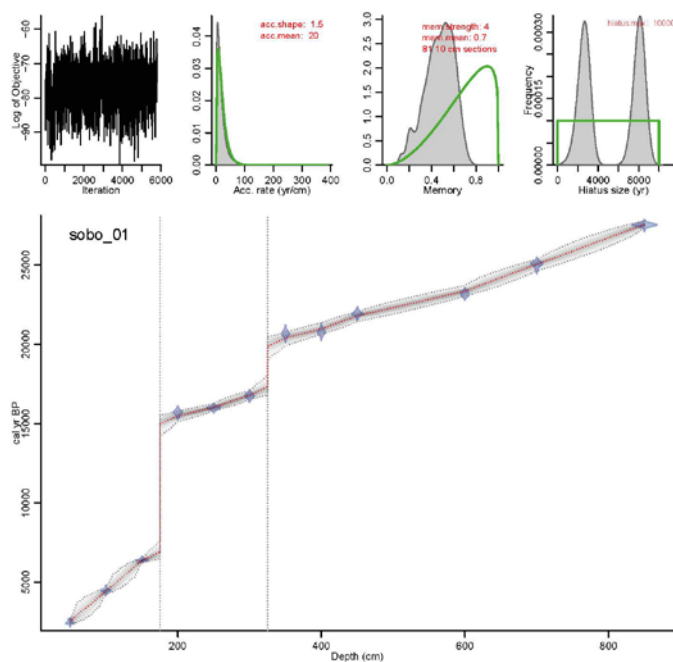 acc.shape: 1.5
acc.mean: 20
mem.strength: 4
mem.mean: 0.7
81 10 cm sections
-60
-70
-80
-90
Log of Objective
0 2000 4000 6000
Iteration
0.04
0.03
0.02
0.01
0.00
0 100 200 300 400
Acc. rate (yr/cm)
3.0
2.5
2.0
1.5
1.0
0.5
0.0
0.0 0.4 0.8
Memory
Frequency
0.00030
0.00015
0.00000
0 4000 8000
Hiatus size (yr)
sobo_01
cal yr BP
25000
20000
15000
10000
5000
200 400 600 800
Depth (cm)